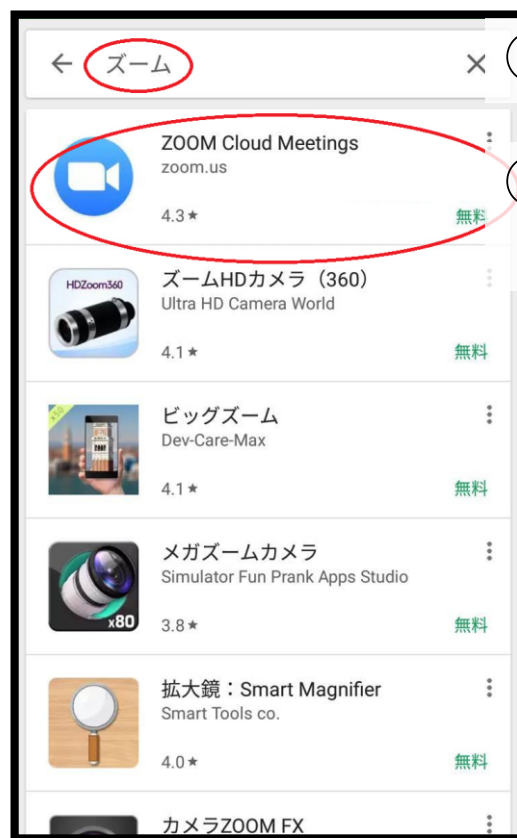 ズーム
ZOOM Cloud Meetings
zoom.us
4.3★
無料
HDZoom360
ズームHDカメラ（360）
Ultra HD Camera World
4.1★
無料
x50
ビッグズーム
Dev-Care-Max
4.1★
無料
x80
メガズームカメラ
Simulator Fun Prank Apps Studio
3.8★
無料
拡大鏡：Smart Magnifier
Smart Tools co.
4.0★
無料
カメラZOOM FX